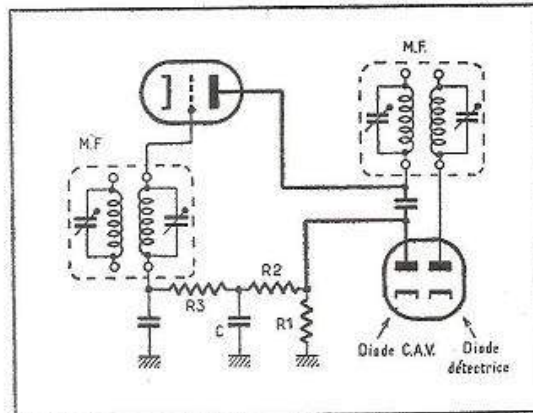 M.F.
M.F
R3
R2
C
R1
Diode C.A.V.
Diode
détectrice